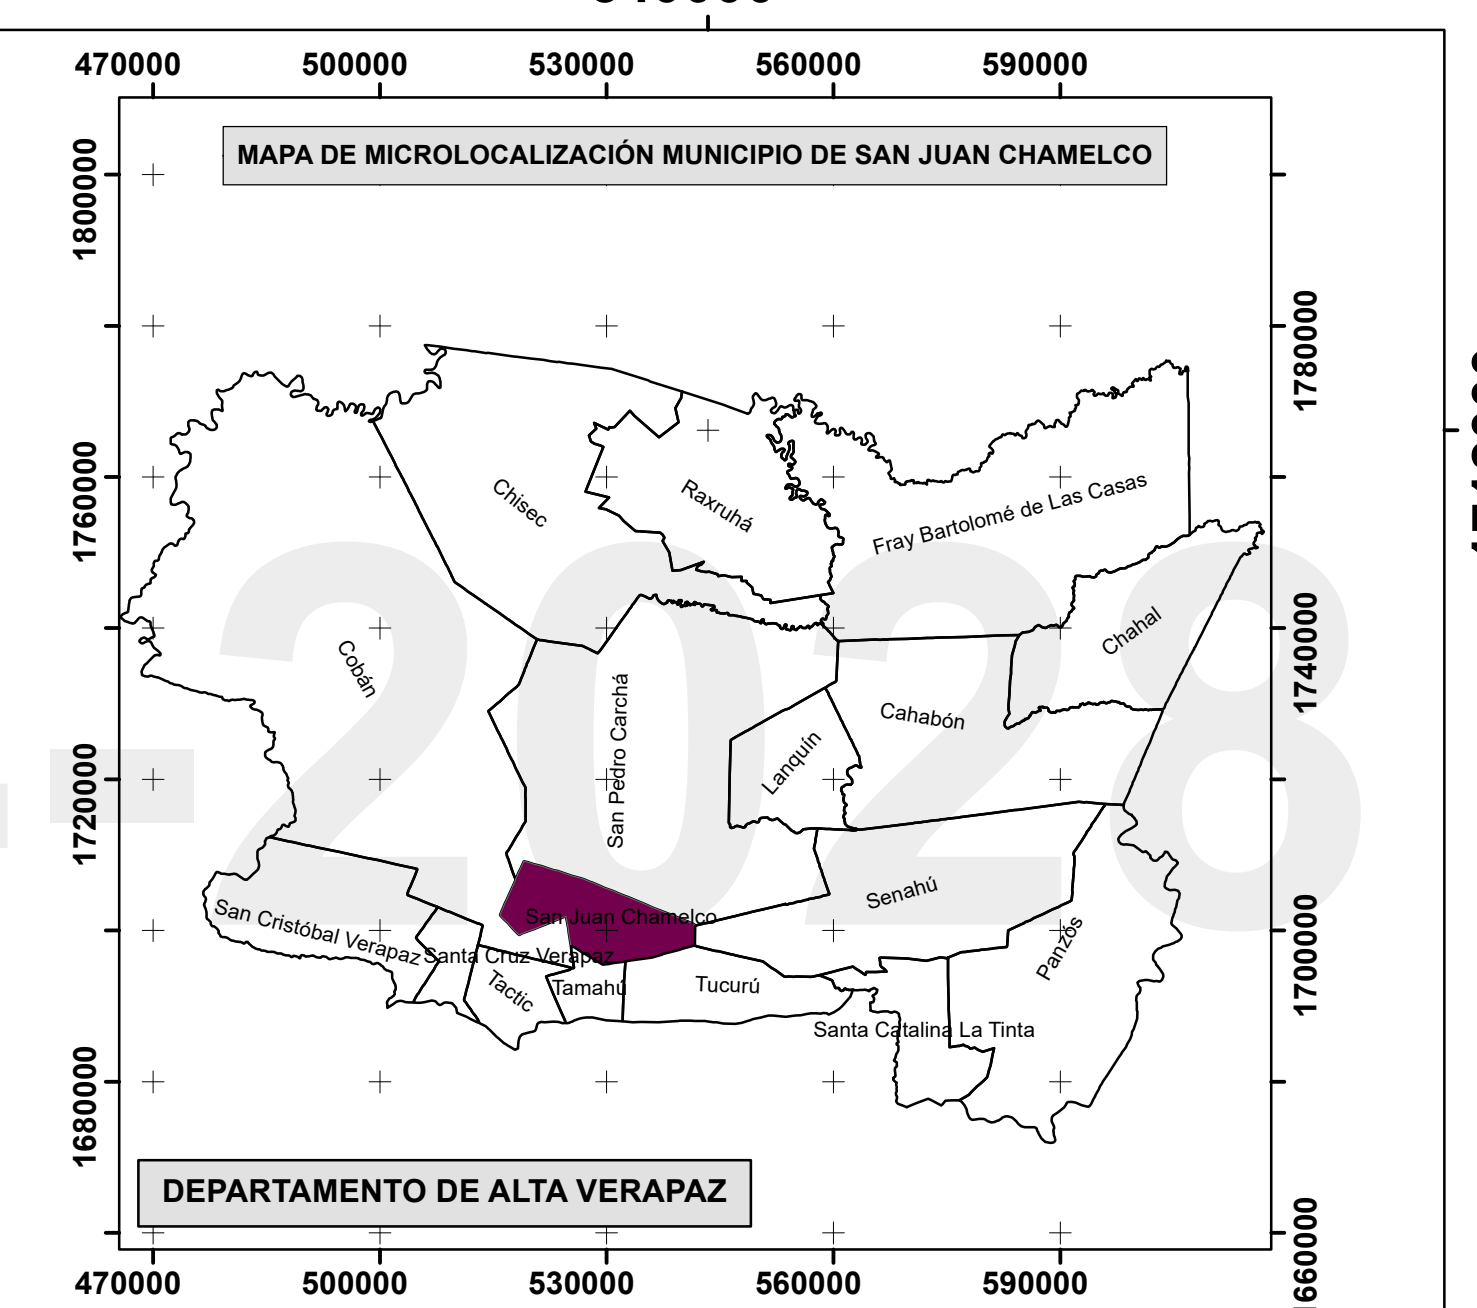 470000 500000 530000 560000 590000
MAPA DE MICROLOCALIZACIÓN MUNICIPIO DE SAN JUAN CHAMELCO
1800000
1780000
1760000
Chisec
Raxruhá
Fray Bartolomé de Las Casas
1740000
Chahal
Cobán
San Pedro Carchá
Cahabón
Lanquín
1720000
-2028
Senahú
San Juan Chamelco
San Cristóbal Verapaz
Santa Cruz Verapaz
Panzós
1700000
Tactic
Tamahú
Tucurú
Santa Catalina La Tinta
1680000
DEPARTAMENTO DE ALTA VERAPAZ
1660000
470000 500000 530000 560000 590000